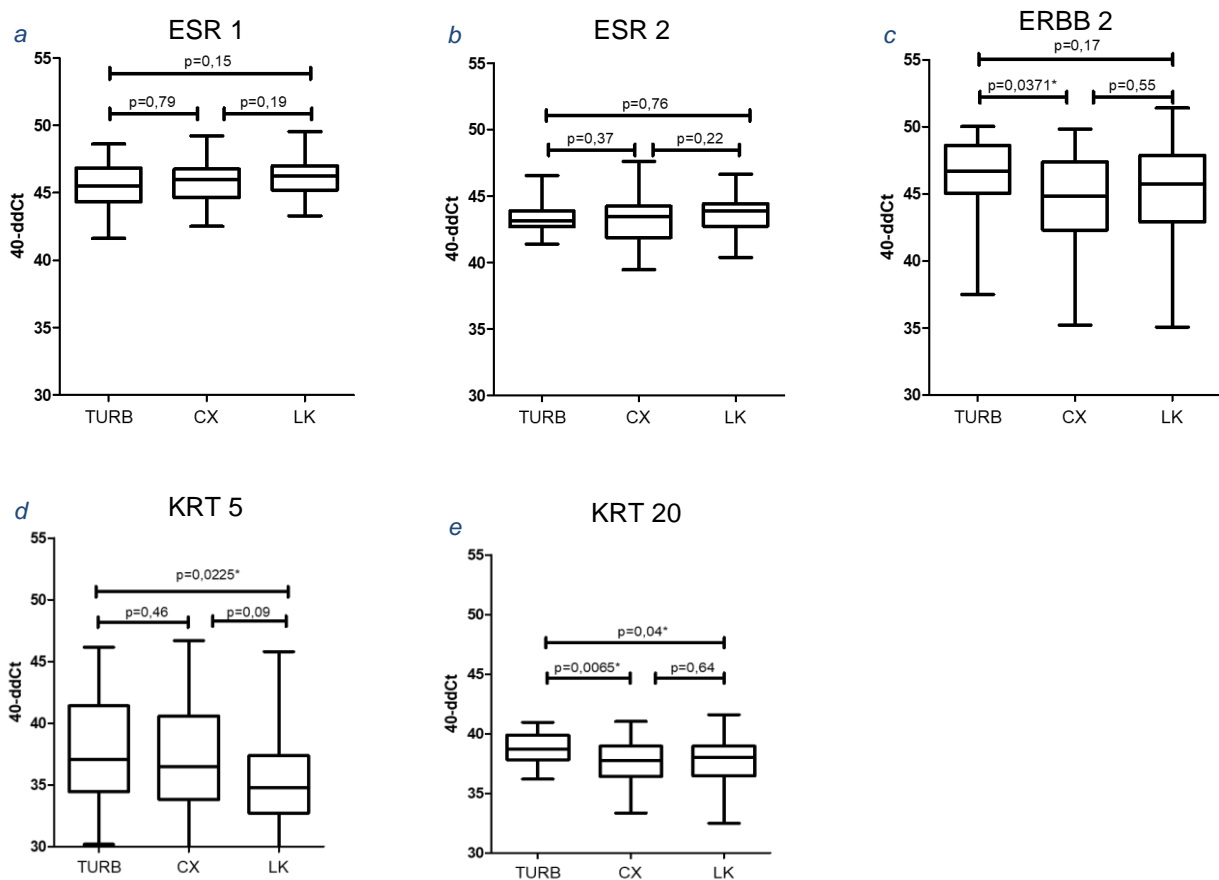 a
ESR 1
55
50
45
40
35
30
40-ddCt
p=0,15
p=0,79
p=0,19
TURB
CX
LK
b
ESR 2
55
50
45
40
35
30
40-ddCt
p=0,76
p=0,37
p=0,22
TURB
CX
LK
c
ERBB 2
55
50
45
40
35
30
40-ddCt
p=0,17
p=0,0371*
p=0,55
TURB
CX
LK
d
KRT 5
55
50
45
40
35
30
40-ddCt
p=0,0225*
p=0,46
p=0,09
TURB
CX
LK
e
KRT 20
55
50
45
40
35
30
40-ddCt
p=0,04*
p=0,0065*
p=0,64
TURB
CX
LK